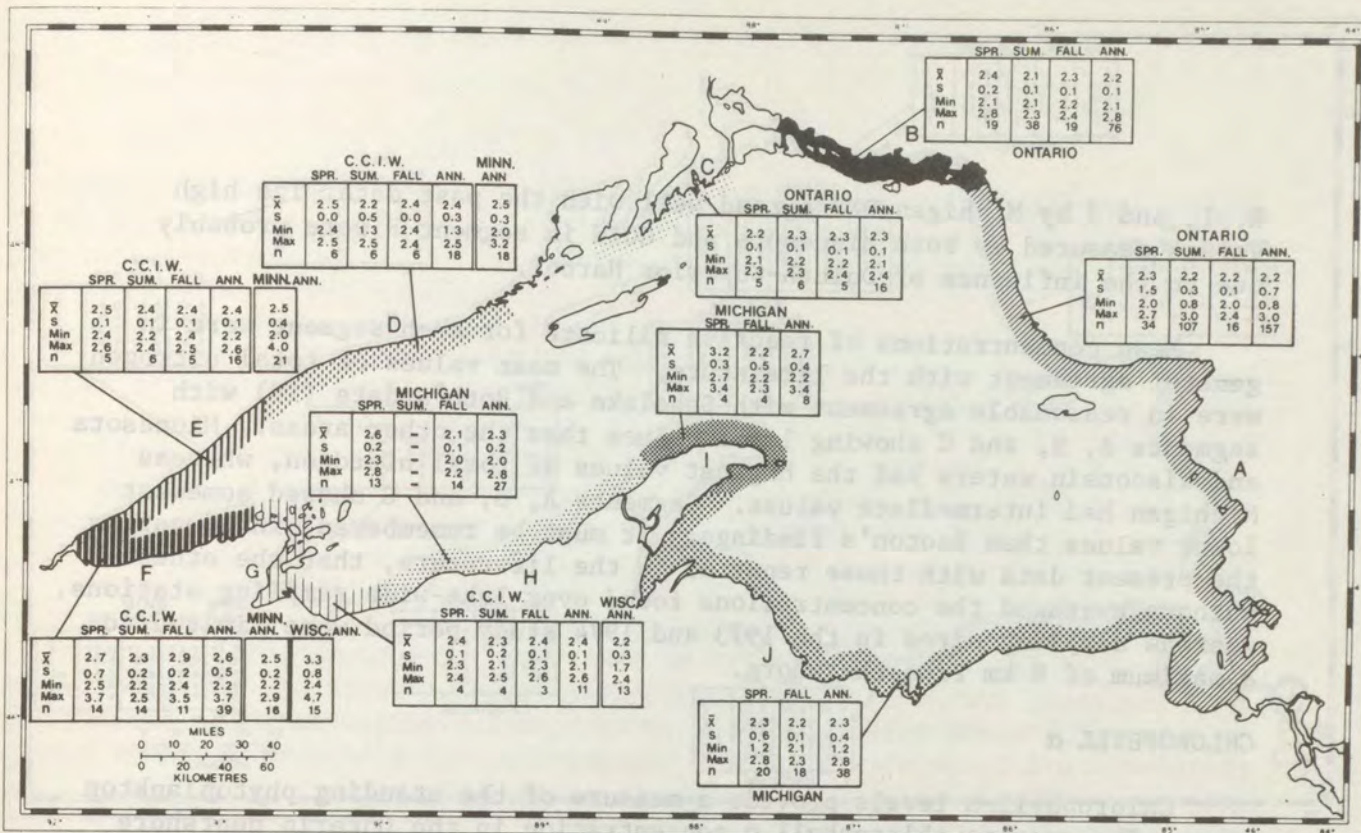 SPR. SUM. FALL ANN.
X̄ 2.4 2.1 2.3 2.2
S 0.2 0.1 0.1 0.1
Min 2.1 2.1 2.2 2.1
Max 2.8 2.3 2.4 2.8
n 19 38 19 76
ONTARIO
B
C.C.I.W. MINN.
SPR. SUM. FALL ANN. ANN
X̄ 2.5 2.2 2.4 2.4 2.5
S 0.0 0.5 0.0 0.3 0.3
Min 2.4 1.3 2.4 1.3 2.1
Max 2.5 2.5 2.4 2.5 3.2
n 6 6 6 18 18
C
ONTARIO
SPR. SUM. FALL ANN.
X̄ 2.2 2.3 2.3 2.3
S 0.1 0.1 0.1 0.1
Min 2.1 2.2 2.2 2.1
Max 2.3 2.3 2.4 2.4
n 5 6 5 16
ONTARIO
SPR. SUM. FALL ANN.
X̄ 2.3 2.2 2.2 2.2
S 1.5 0.3 0.1 0.7
Min 2.0 0.8 2.0 0.8
Max 2.7 3.0 2.4 3.0
n 34 107 16 157
C.C.I.W.
SPR. SUM. FALL ANN. MINN. ANN.
X̄ 2.5 2.4 2.4 2.4 2.5
S 0.1 0.1 0.1 0.1 0.4
Min 2.4 2.2 2.4 2.2 2.0
Max 2.6 2.4 2.5 2.6 4.0
n 5 6 5 16 21
D
MICHIGAN
SPR. FALL ANN.
X̄ 3.2 2.2 2.7
S 0.3 0.5 0.4
Min 2.7 2.2 2.2
Max 3.4 2.3 3.4
n 4 4 8
E
MICHIGAN
SPR. SUM. FALL ANN.
X̄ 2.6 – 2.1 2.3
S 0.2 – 0.1 0.2
Min 2.3 – 2.0 2.0
Max 2.8 – 2.2 2.8
n 13 – 14 27
I
A
F
G
H
C.C.I.W. MINN. WISC.
SPR. SUM. FALL ANN. ANN. ANN.
X̄ 2.7 2.3 2.9 2.6 2.5 3.3
S 0.7 0.2 0.2 0.5 0.2 0.8
Min 2.5 2.2 2.4 2.2 2.2 2.4
Max 3.7 2.5 3.5 3.7 2.9 4.7
n 14 14 11 39 16 15
C.C.I.W. WISC.
SPR. SUM. FALL ANN. ANN
X̄ 2.4 2.3 2.4 2.4 2.2
S 0.1 0.2 0.1 0.1 0.3
Min 2.3 2.1 2.3 2.1 1.7
Max 2.4 2.5 2.6 2.6 2.4
n 4 4 3 11 13
J
SPR. FALL ANN.
X̄ 2.3 2.2 2.3
S 0.6 0.1 0.4
Min 1.2 2.1 1.2
Max 2.8 2.3 2.8
n 20 18 38
MICHIGAN
MILES
0 10 20 30 40
0 20 40 60
KILOMETRES